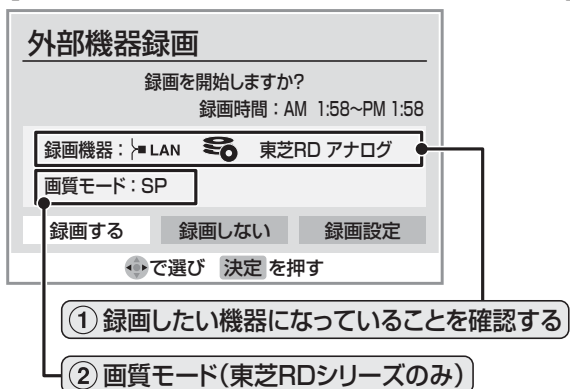 外部機器録画
録画を開始しますか?
録画時間：AM 1:58~PM 1:58
録画機器： LAN 東芝RD アナログ
画質モード：SP
録画する 録画しない 録画設定
で選び 決定 を押す
① 録画したい機器になっていることを確認する
② 画質モード(東芝RDシリーズのみ)